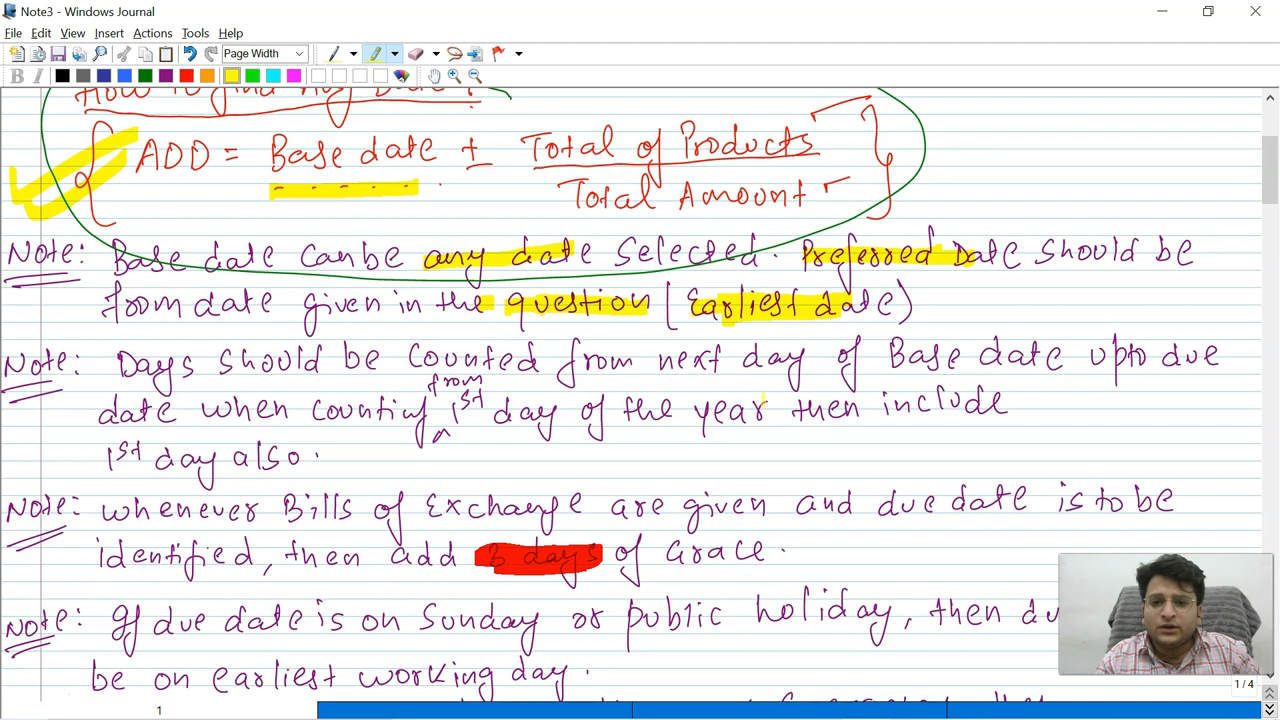 Note3 - Windows Journal
File Edit View Insert Actions Tools Help
Page Width
B I
How to find Avg Date?
ADD = Base date ± Total of Products
Total Amount
Note: Base date Can be any date Selected. Preferred Date Should be
from date given in the question (Earliest date)
Note: Days should be Counted from next day of Base date upto due
date when counting from 1st day of the year then include
1st day also.
Note: whenever Bills of Exchange are given and due date is to be
identified, then add 3 days of Grace.
Note: If due date is on Sunday or public holiday, then du
be on earliest working day.
1 / 4
1